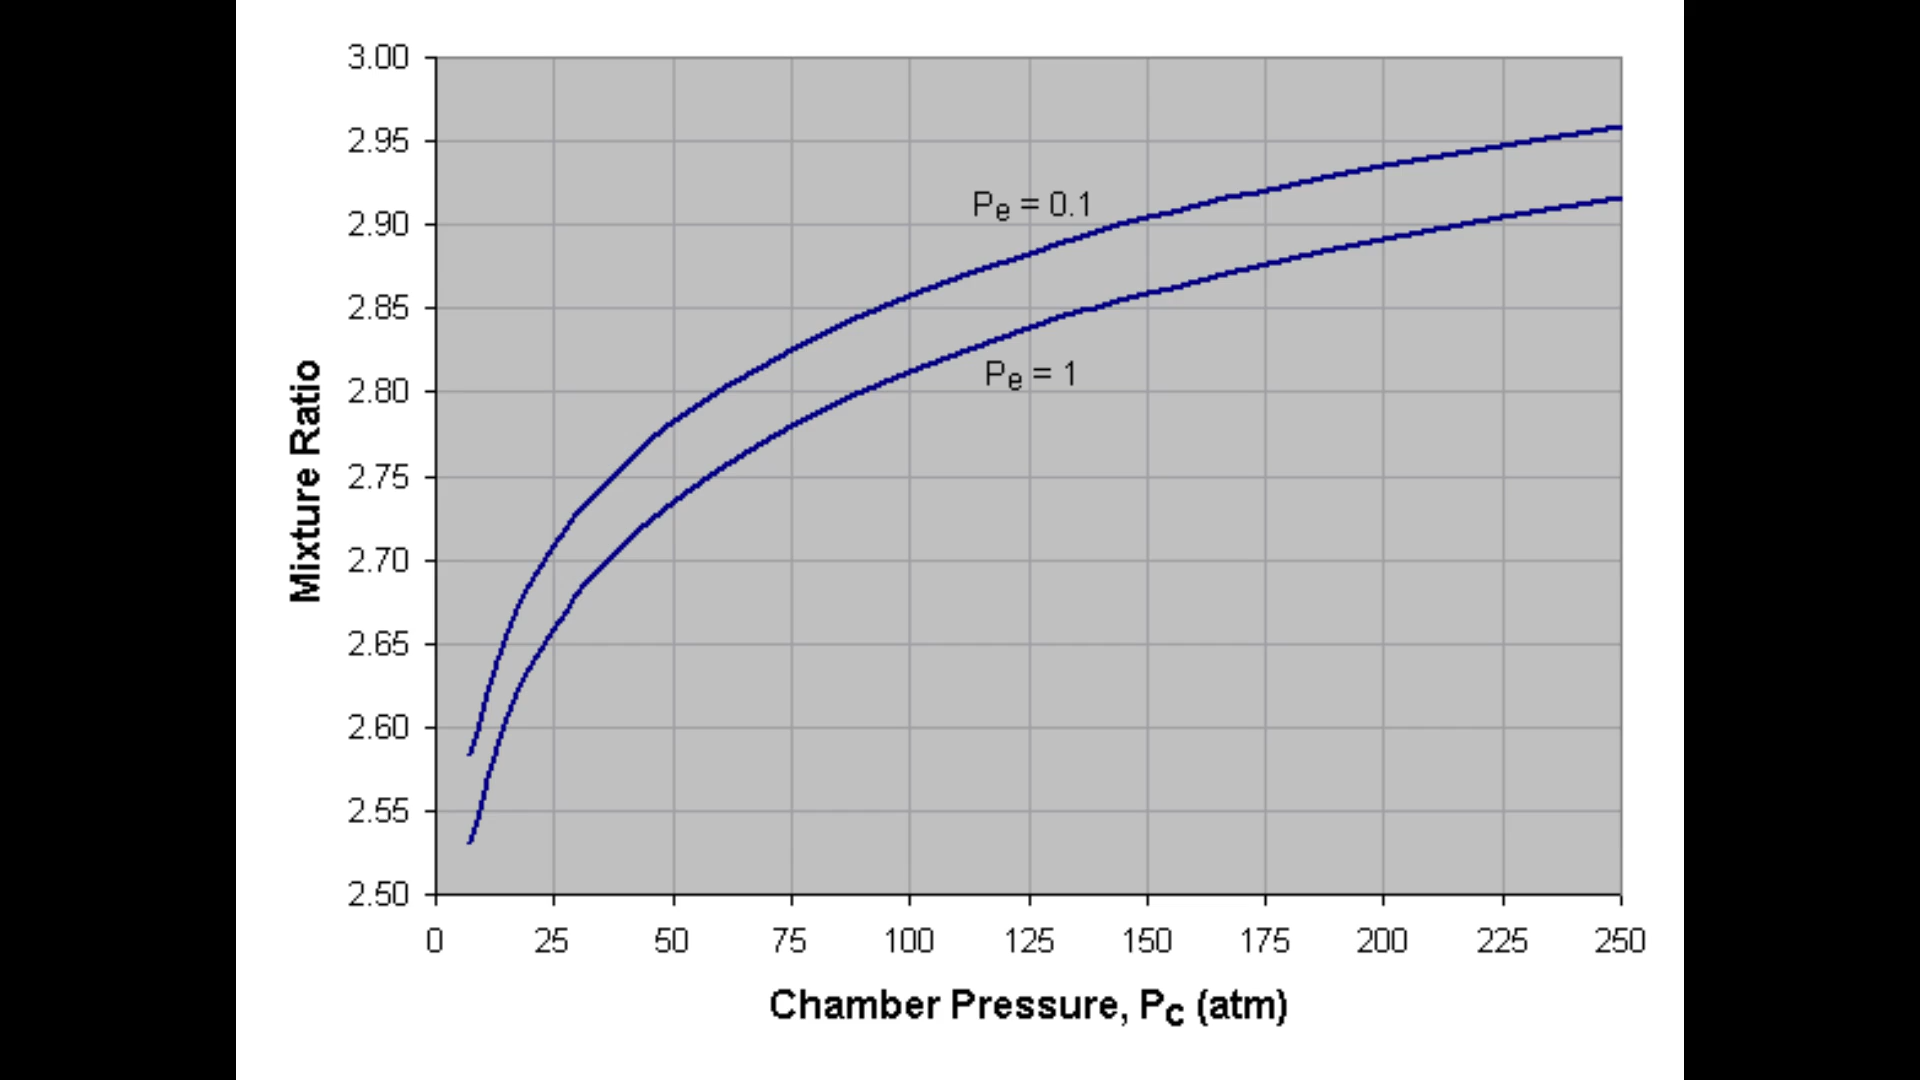 3.00
2.95
2.90
2.85
2.80
2.75
2.70
2.65
2.60
2.55
2.50
Mixture Ratio
Pe = 0.1
Pe = 1
0 25 50 75 100 125 150 175 200 225 250
Chamber Pressure, PC (atm)